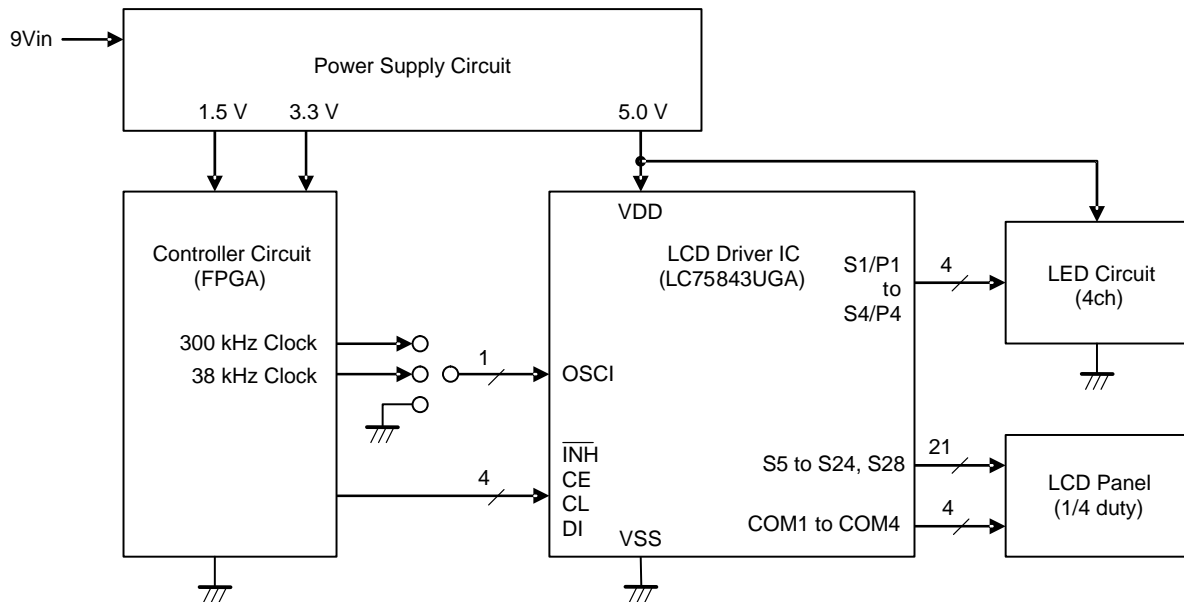 9Vin
Power Supply Circuit
1.5 V 3.3 V 5.0 V
VDD
Controller Circuit
(FPGA)
LCD Driver IC
(LC75843UGA)
S1/P1
to
S4/P4
4
LED Circuit
(4ch)
300 kHz Clock
38 kHz Clock
1
OSCI
INH
CE
CL
DI
4
S5 to S24, S28
21
COM1 to COM4
4
LCD Panel
(1/4 duty)
VSS